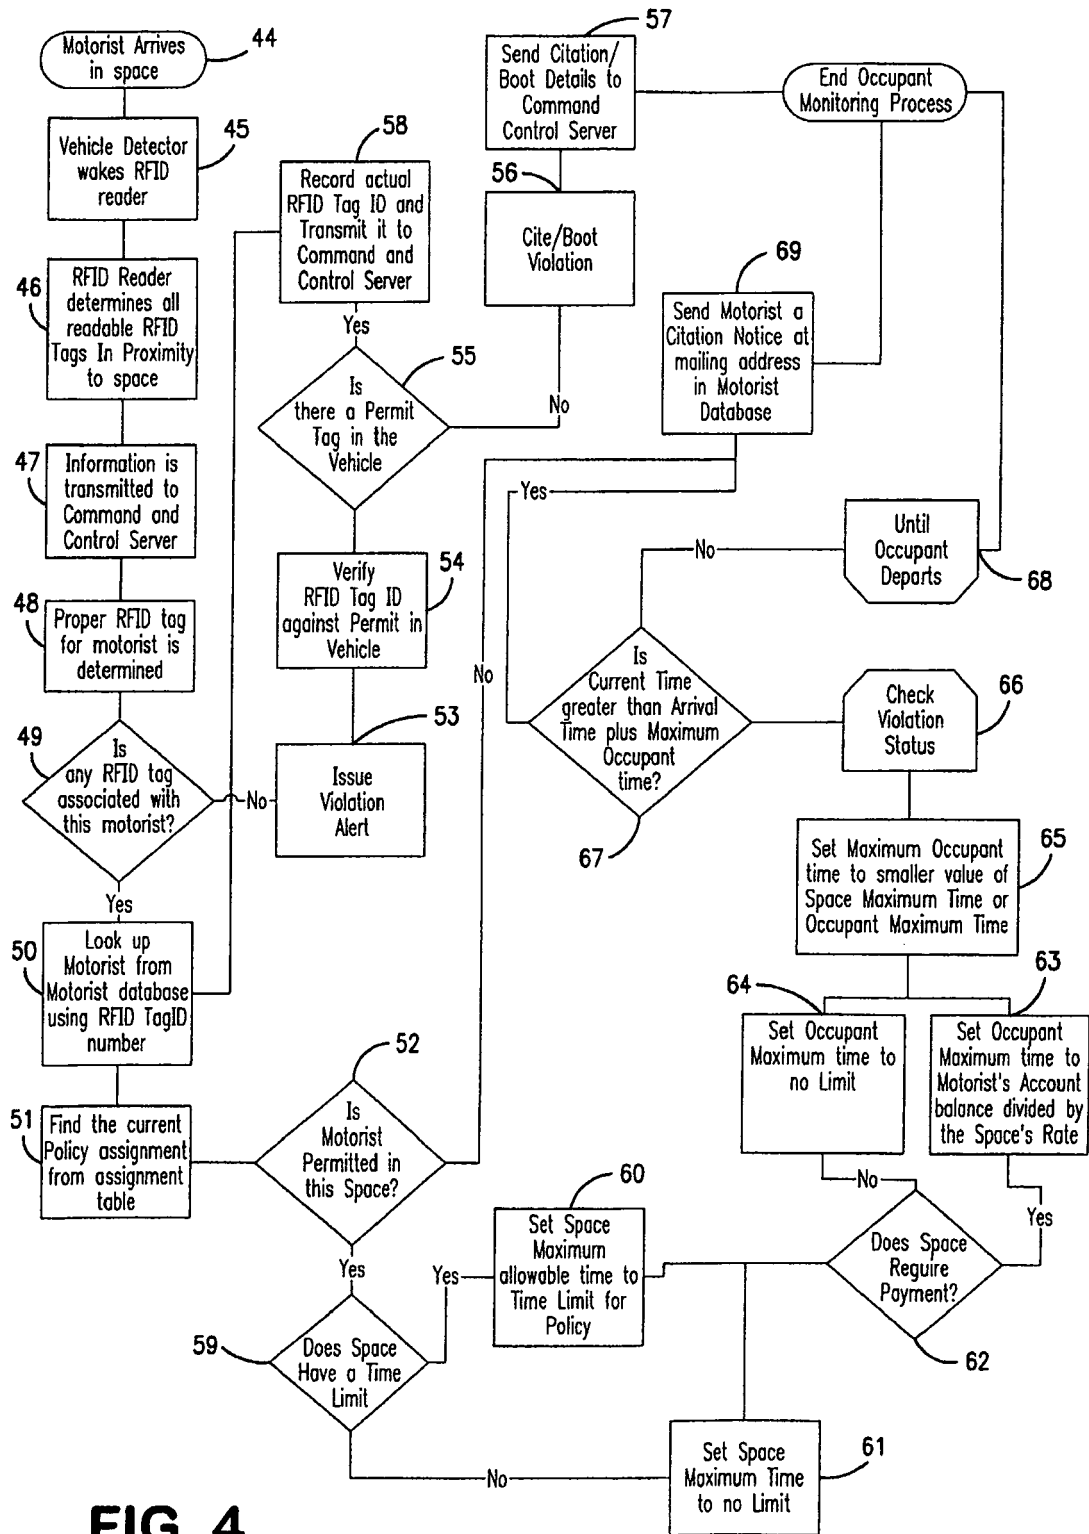 44
Motorist Arrives
in space
45
Vehicle Detector
wakes RFID
reader
46
RFID Reader
determines all
readable RFID
Tags In Proximity
to space
47
Information is
transmitted to
Command and
Control Server
48
Proper RFID tag
for motorist is
determined
49
Is
any RFID tag
associated with
this motorist?
No
Yes
50
Look up
Motorist from
Motorist database
using RFID TagID
number
51
Find the current
Policy assignment
from assignment
table
52
Is
Motorist
Permitted in
this Space?
No
Yes
53
Issue
Violation
Alert
54
Verify
RFID Tag ID
against Permit in
Vehicle
55
Is
there a Permit
Tag in the
Vehicle
Yes
No
58
Record actual
RFID Tag ID and
Transmit it to
Command and
Control Server
56
Cite/Boot
Violation
57
Send Citation/
Boot Details to
Command
Control Server
End Occupant
Monitoring Process
69
Send Motorist a
Citation Notice at
mailing address
in Motorist
Database
Yes
No
Until
Occupant
Departs
68
Is
Current Time
greater than Arrival
Time plus Maximum
Occupant
time?
67
Check
Violation
Status
66
Set Maximum Occupant
time to smaller value of
Space Maximum Time or
Occupant Maximum Time
65
64
Set Occupant
Maximum time to
no Limit
63
Set Occupant
Maximum time to
Motorist's Account
balance divided by
the Space's Rate
No
Yes
Does Space
Require
Payment?
62
60
Set Space
Maximum
allowable time to
Time Limit for
Policy
Yes
59
Does Space
Have a Time
Limit
No
61
Set Space
Maximum Time
to no Limit
FIG. 4